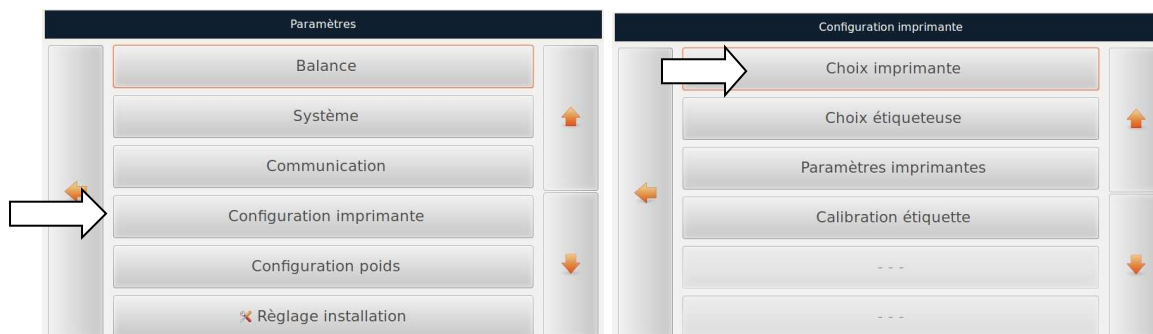 Paramètres
Balance
Système
Communication
Configuration imprimante
Configuration poids
Règlage installation
Configuration imprimante
Choix imprimante
Choix étiqueteuse
Paramètres imprimantes
Calibration étiquette
- - -
- - -